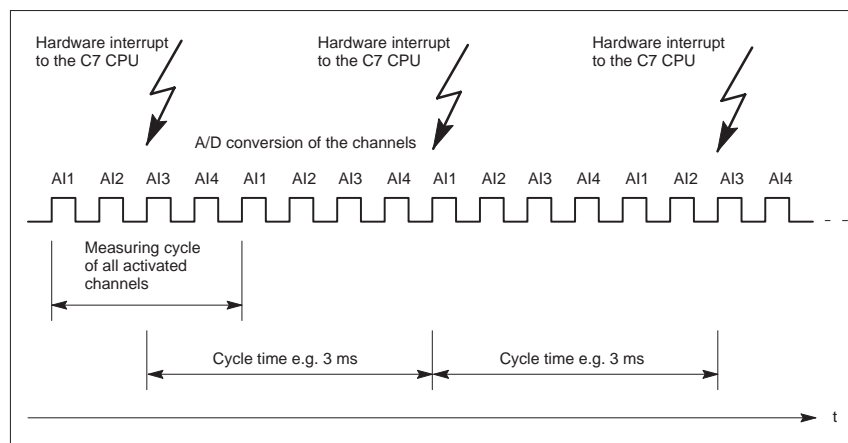 Hardware interrupt
to the C7 CPU
Hardware interrupt
to the C7 CPU
Hardware interrupt
to the C7 CPU
A/D conversion of the channels
AI1 AI2 AI3 AI4 AI1 AI2 AI3 AI4 AI1 AI2 AI3 AI4 AI1 AI2 AI3 AI4
Measuring cycle
of all activated
channels
Cycle time e.g. 3 ms
Cycle time e.g. 3 ms
t